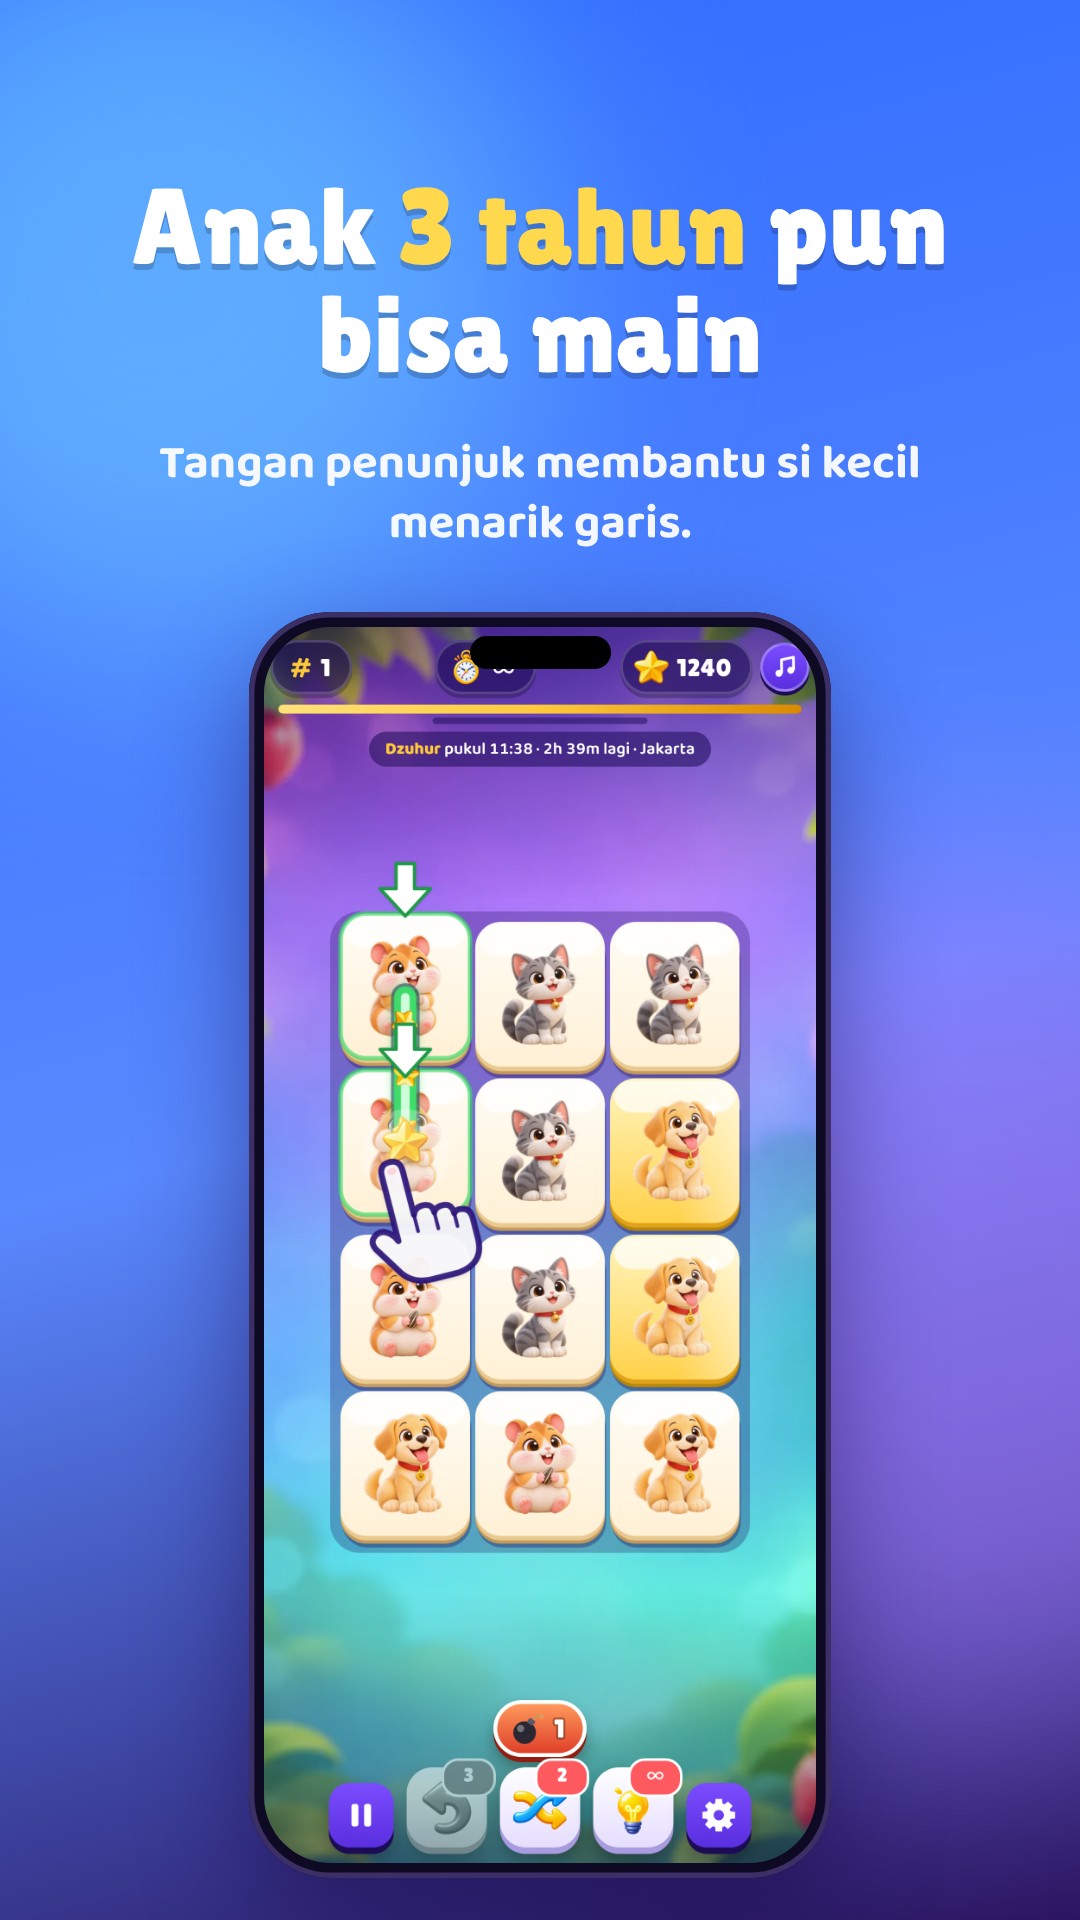 Anak 3 tahun pun
bisa main
Tangan penunjuk membantu si kecil
menarik garis.
# 1
∞
1240
Dzuhur pukul 11:38 · 2h 39m lagi · Jakarta
1
3
2
∞